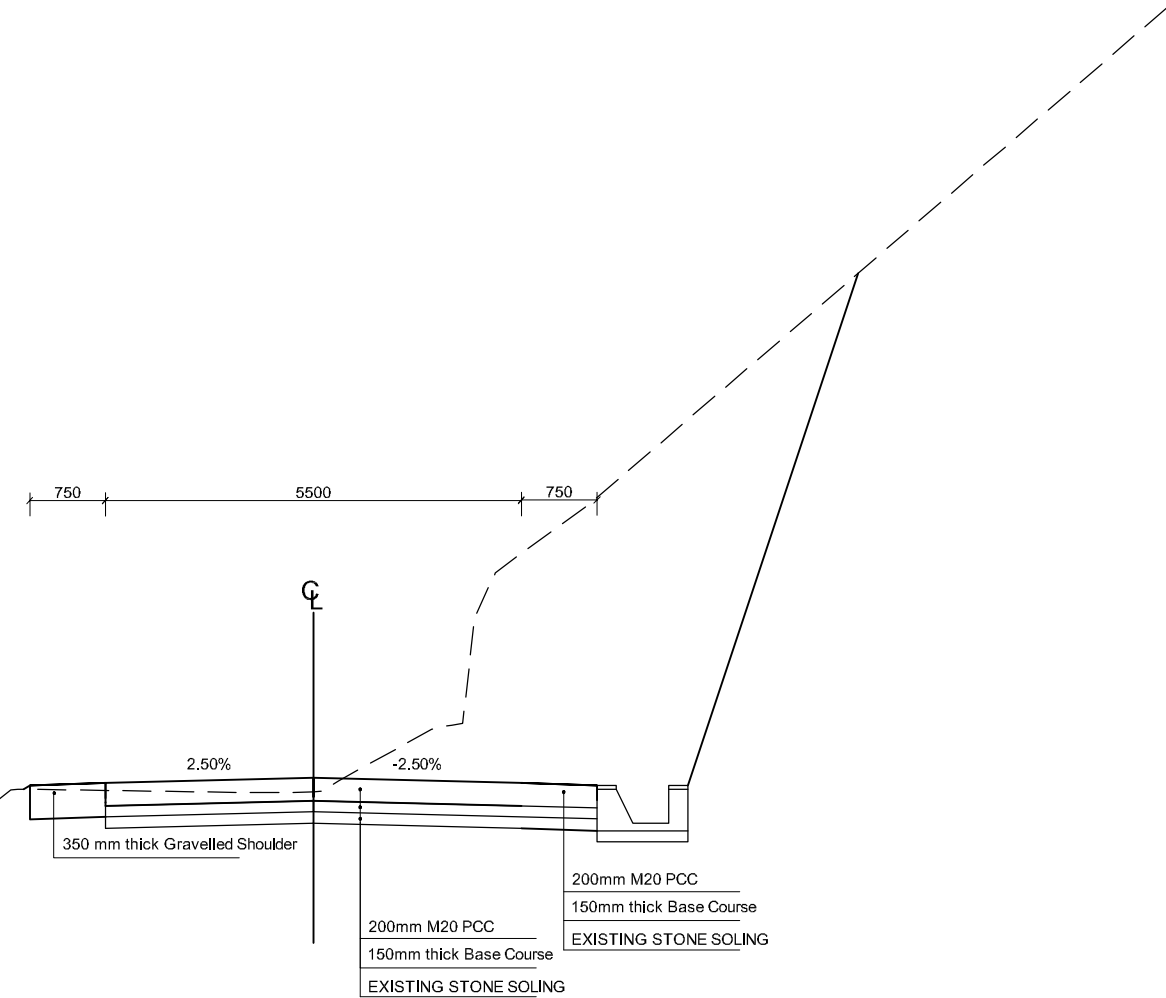 750 5500 750
℄
2.50% -2.50%
350 mm thick Gravelled Shoulder
200mm M20 PCC
150mm thick Base Course
EXISTING STONE SOLING
200mm M20 PCC
150mm thick Base Course
EXISTING STONE SOLING